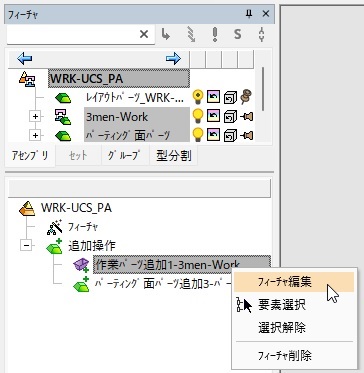 フィーチャ
S
WRK-UCS_PA
レイアウトパーツ_WRK-...
3men-Work
パーティング面パーツ
アセンブリ セット グループ 型分割
WRK-UCS_PA
フィーチャ
追加操作
作業パーツ追加1-3men-Work
パーティング面パーツ追加3-パー
フィーチャ編集
要素選択
選択解除
フィーチャ削除